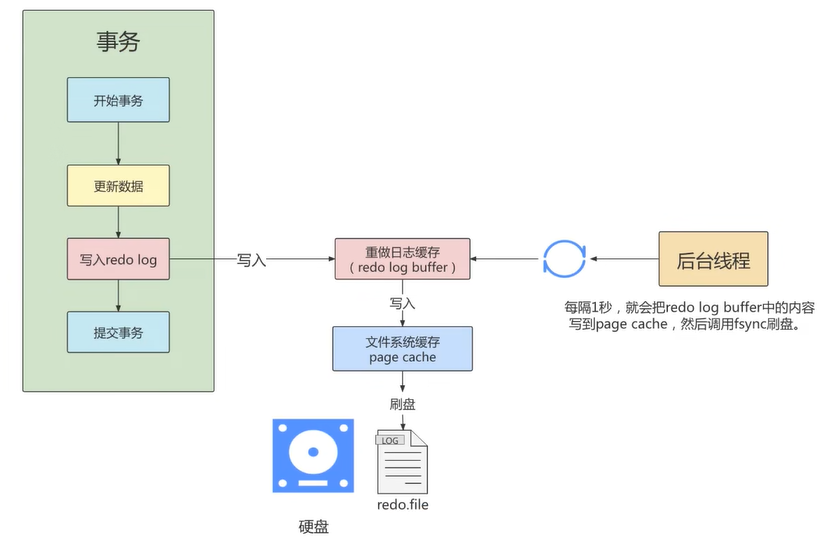 事务
开始事务
更新数据
写入redo log
提交事务
写入
重做日志缓存
（redo log buffer）
写入
文件系统缓存
page cache
刷盘
LOG
redo.file
硬盘
后台线程
每隔1秒，就会把redo log buffer中的内容
写到page cache，然后调用fsync刷盘。